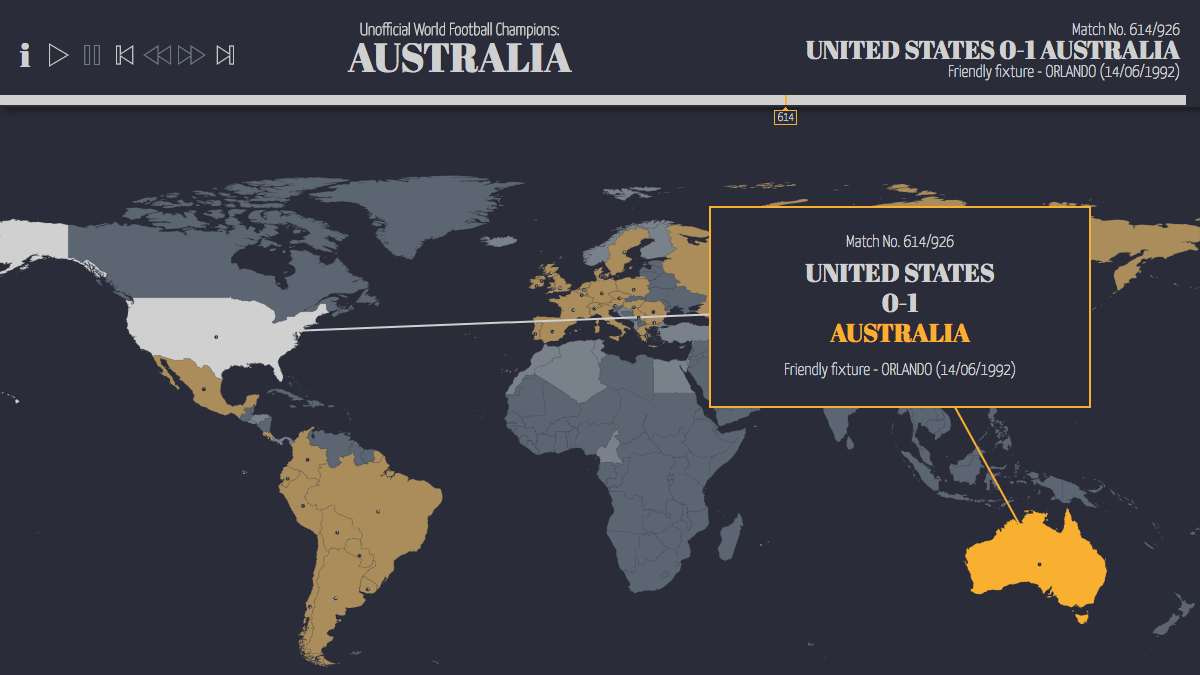 i
Unofficial World Football Champions:
AUSTRALIA
Match No. 614/926
UNITED STATES 0-1 AUSTRALIA
Friendly fixture - ORLANDO (14/06/1992)
614
Match No. 614/926
UNITED STATES
0-1
AUSTRALIA
Friendly fixture - ORLANDO (14/06/1992)